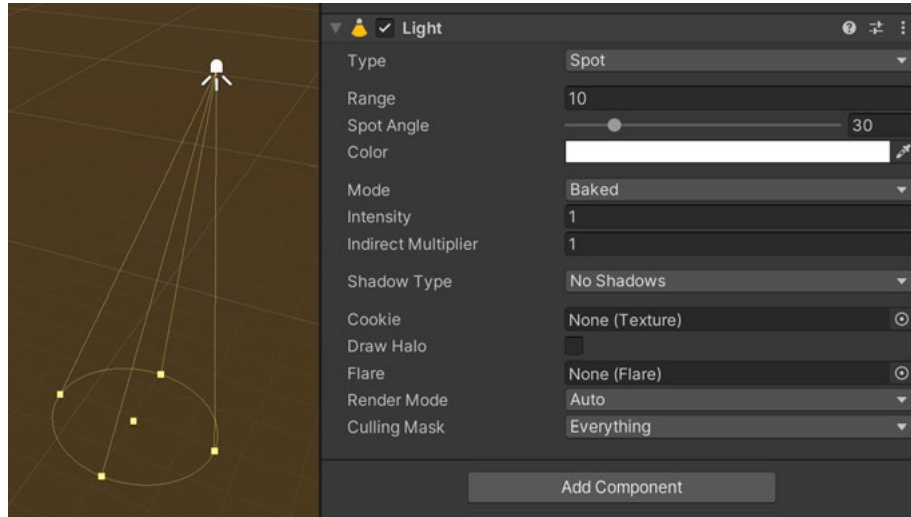 Light
Type Spot
Range 10
Spot Angle 30
Color
Mode Baked
Intensity 1
Indirect Multiplier 1
Shadow Type No Shadows
Cookie None (Texture)
Draw Halo
Flare None (Flare)
Render Mode Auto
Culling Mask Everything
Add Component